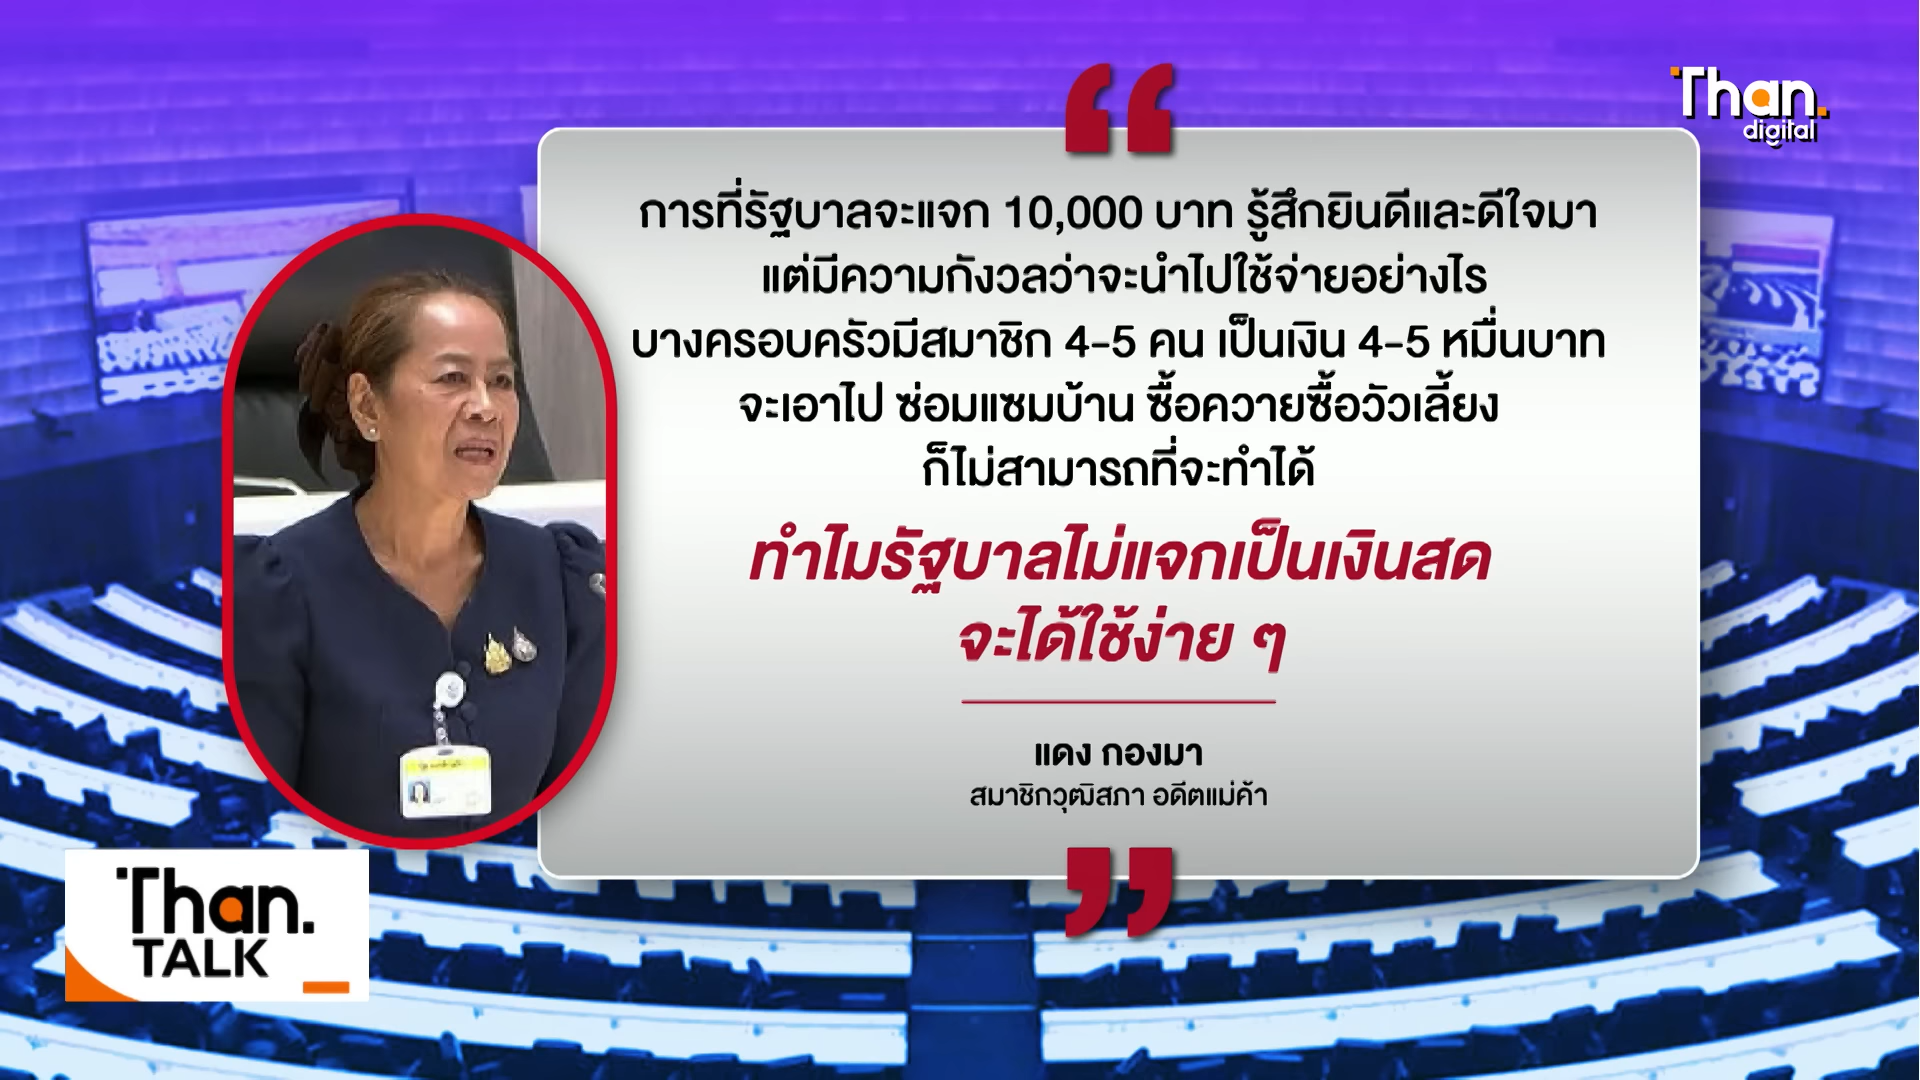 Than.
digital
การที่รัฐบาลจะแจก 10,000 บาท รู้สึกยินดีและดีใจมา
แต่มีความกังวลว่าจะนำไปใช้จ่ายอย่างไร
บางครอบครัวมีสมาชิก 4-5 คน เป็นเงิน 4-5 หมื่นบาท
จะเอาไป ซ่อมแซมบ้าน ซื้อควายซื้อวัวเลี้ยง
ก็ไม่สามารถที่จะทำได้
ทำไมรัฐบาลไม่แจกเป็นเงินสด
จะได้ใช้ง่าย ๆ
แดง กองมา
สมาชิกวุฒิสภา อดีตแม่ค้า
Than.
TALK